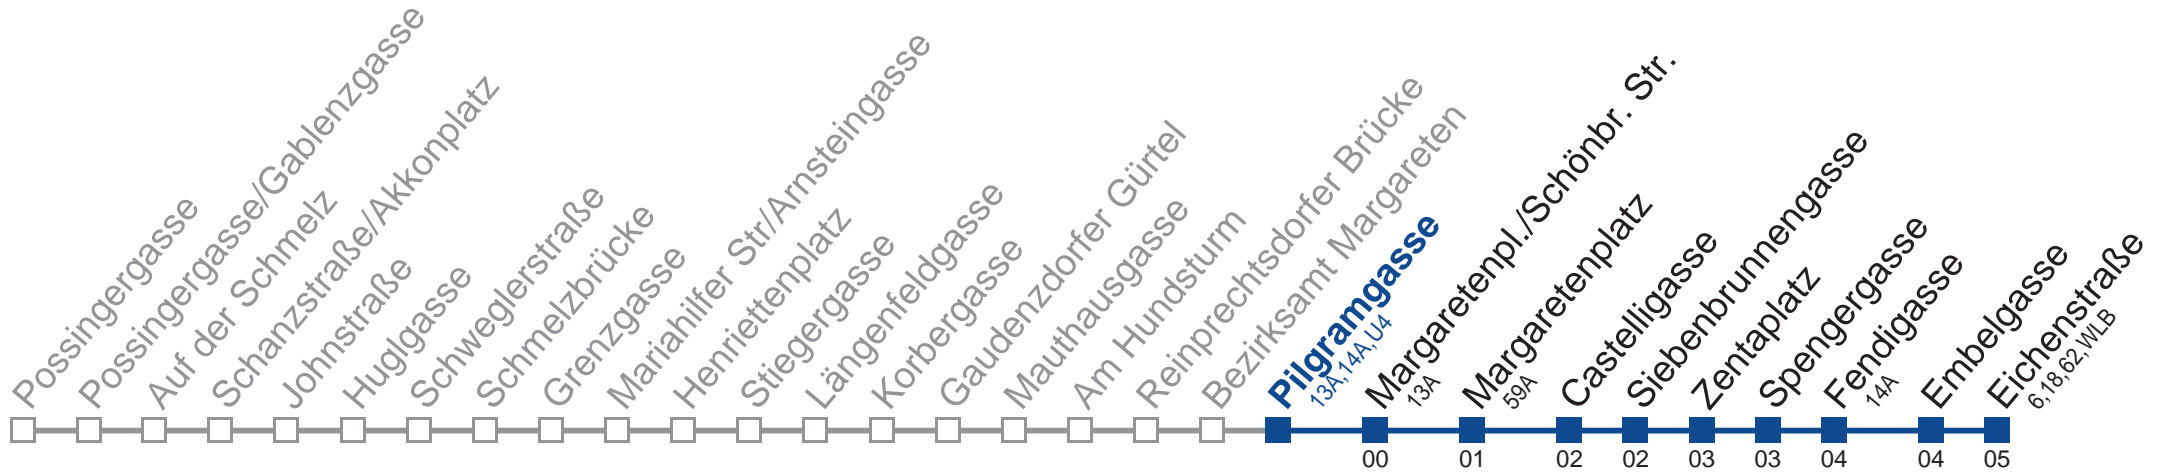 Possingergasse
Possingergasse/Gablenzgasse
Auf der Schmelz
Schanzstraße/Akkonplatz
Johnstraße
Huglgasse
Schweglerstraße
Schmelzbrücke
Grenzgasse
Mariahilfer Str/Arnsteingasse
Henriettenplatz
Stiegergasse
Längenfeldgasse
Korbergasse
Gaudenzdorfer Gürtel
Mauthausgasse
Am Hundsturm
Reinprechtsdorfer Brücke
Bezirksamt Margareten
Pilgramgasse
13A, 14A, U4
Margaretenpl./Schönbr. Str.
13A
Margaretenplatz
59A
Castelligasse
Siebenbrunnengasse
Zentaplatz
Spengergasse
Fendigasse
14A
Embelgasse
Eichenstraße
6, 18, 62, WLB
00 01 02 02 03 03 04 04 05